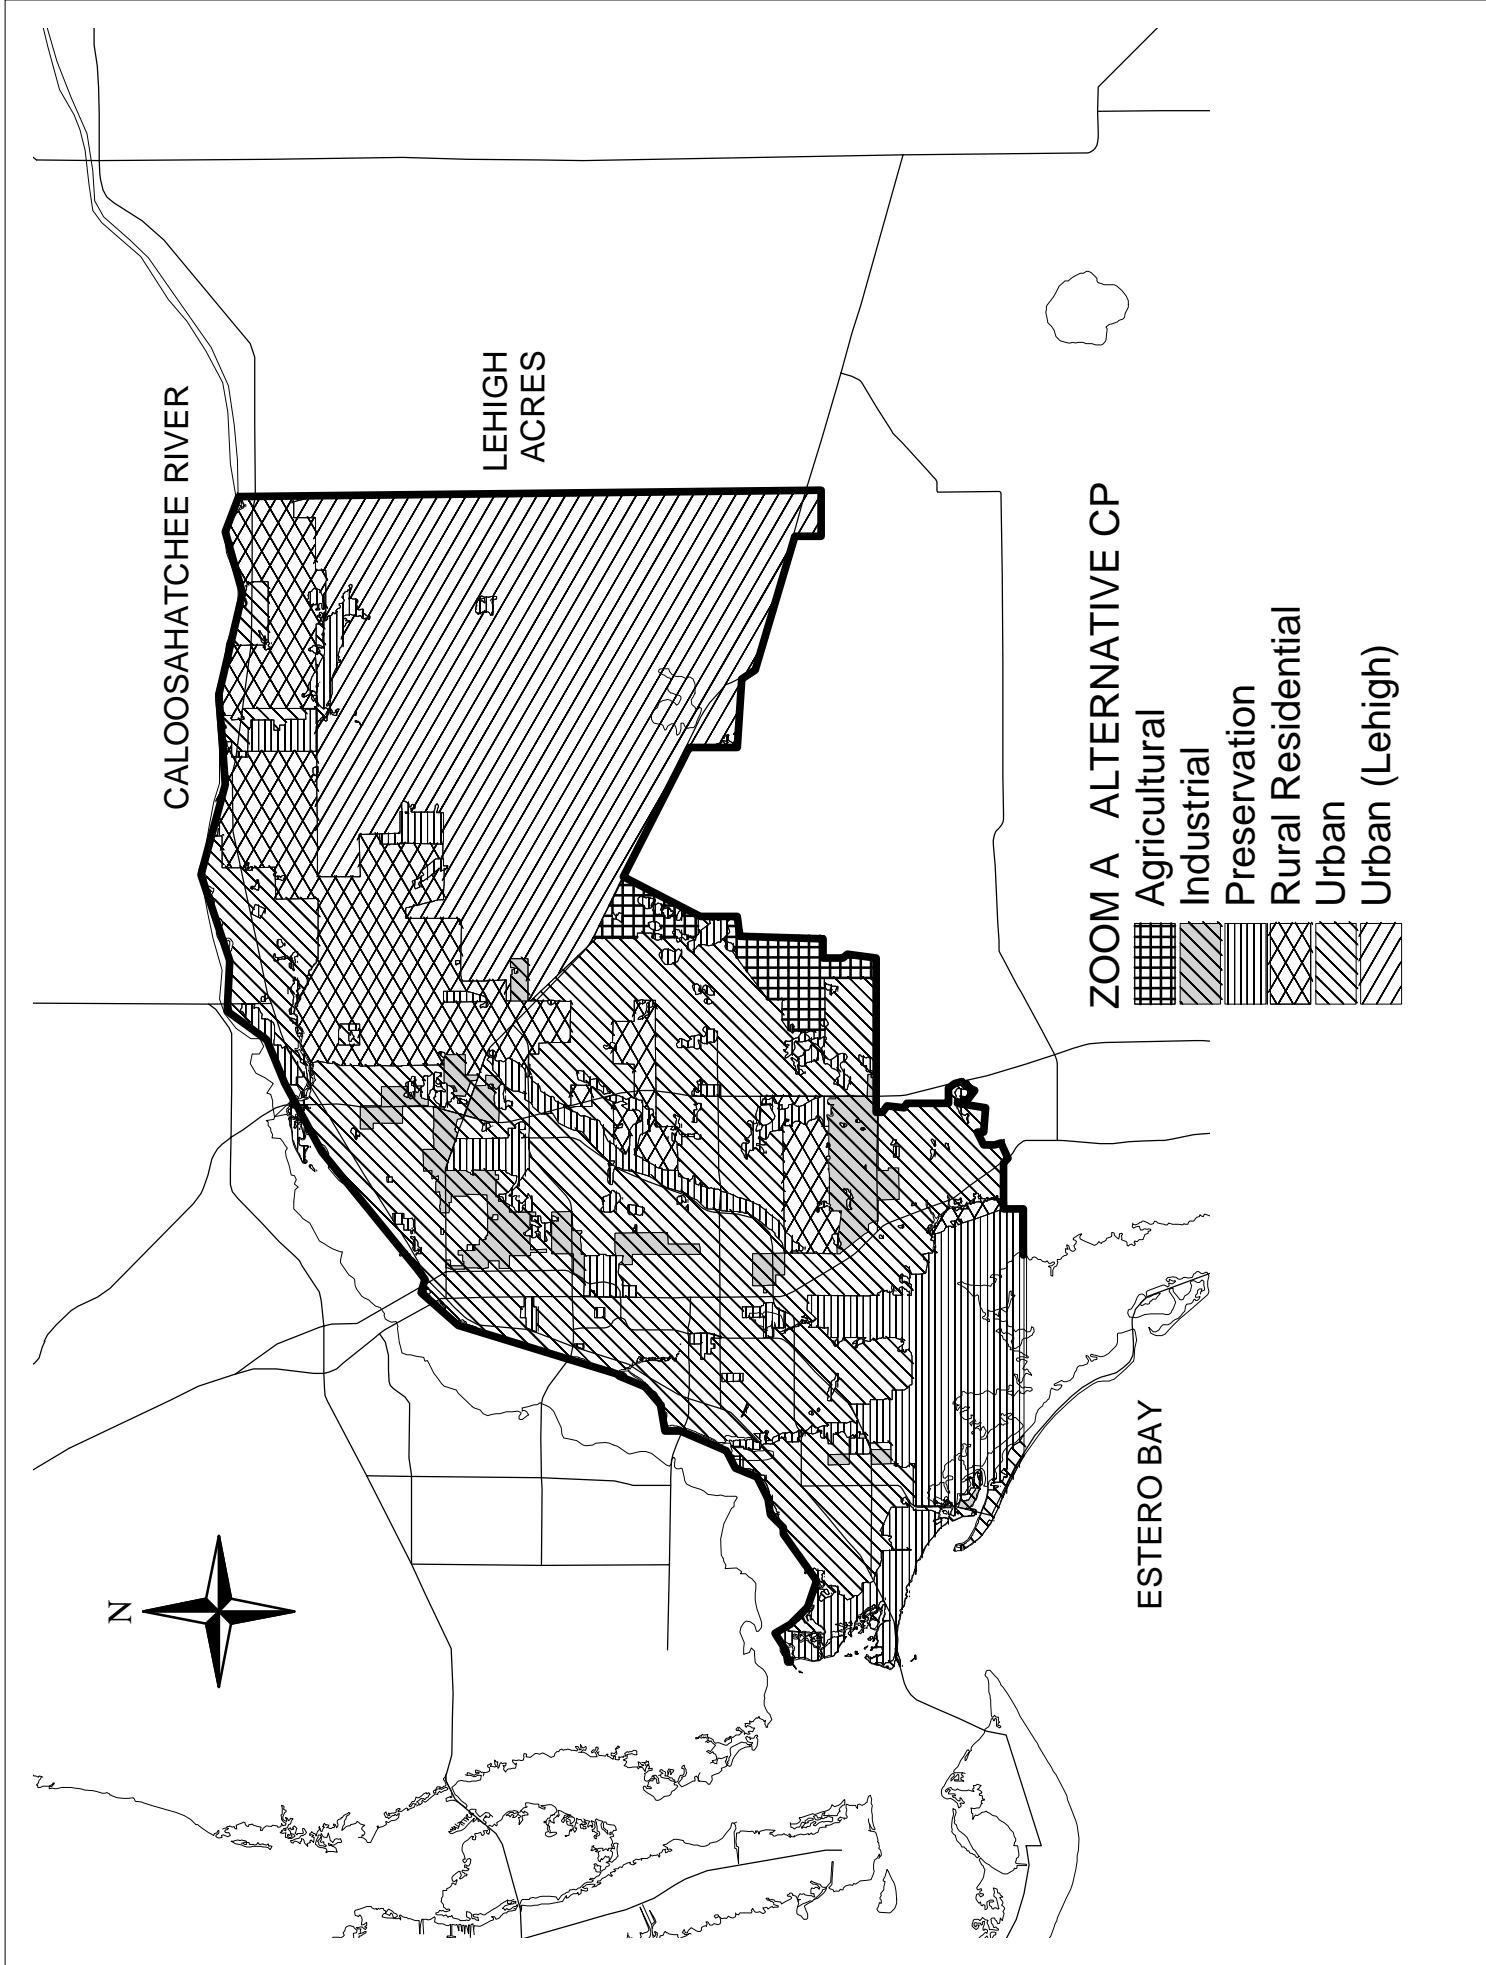 CALOOSAHATCHEE RIVER
LEHIGH
ACRES
N
ESTERO BAY
ZOOM A ALTERNATIVE CP
Agricultural
Industrial
Preservation
Rural Residential
Urban
Urban (Lehigh)